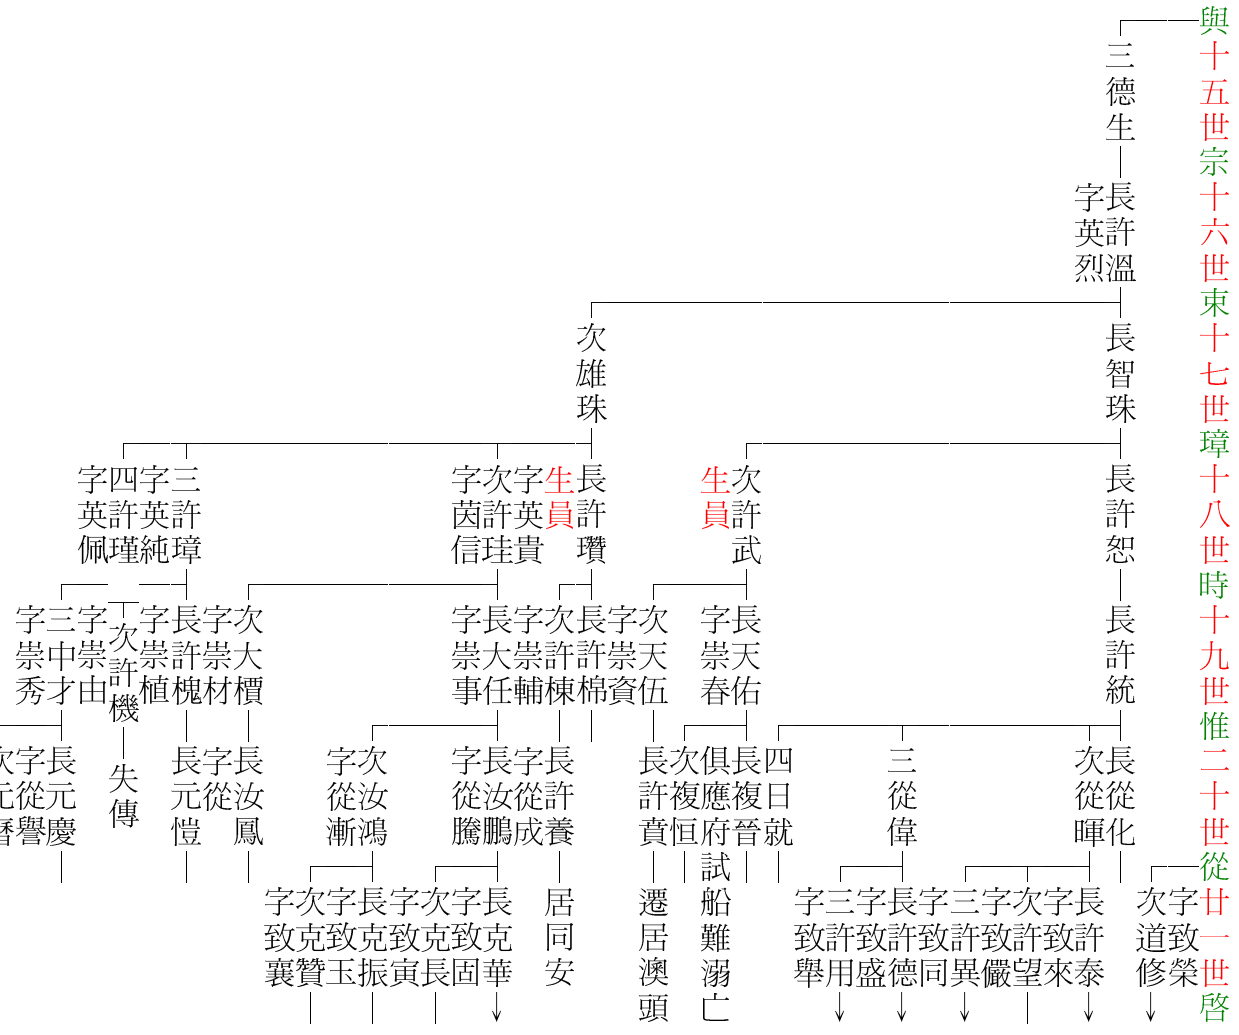 與十五世宗十六世束十七世璋十八世時十九世惟二十世從廿一世啓
三德生
長許溫
字英烈
長智珠
次雄珠
長許恕
次許武
生員
長許瓚
生員
字英貴
次許珪
字茵信
三許璋
字英純
四許瑾
字英佩
長許統
長天佑
字崇春
次天伍
字崇資
長許棉
次許棟
字崇輔
長大任
字崇事
次大櫝
字崇材
長許槐
字崇植
次許機
字崇由
三中才
字崇秀
長從化
次從暉
三從偉
四日就
長複晉
俱應府試船難溺亡
次複恒
長許賁
長許養
字從成
長汝鵬
字從騰
次汝鴻
字從漸
長汝鳳
字從
長元愷
失傳
長元慶
字從譽
字致榮
次道修
長許泰
字致來
次許望
字致儼
三許異
字致同
長許德
字致盛
三許用
字致舉
遷居澳頭
居同安
長克華
字致固
次克長
字致寅
長克振
字致玉
次克贊
字致襄